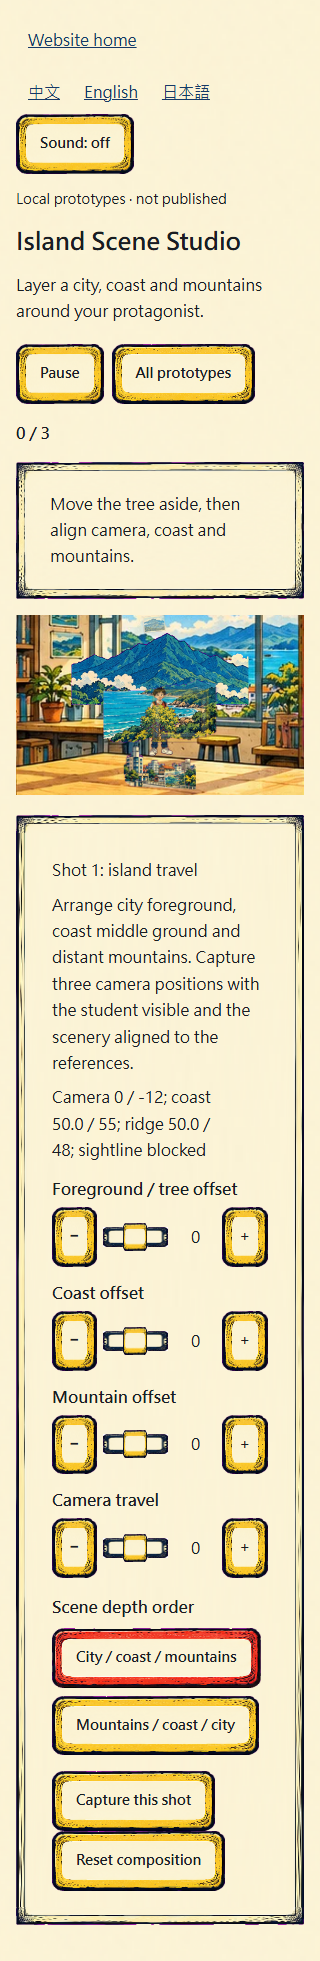 Website home
中文 English 日本語
Sound: off
Local prototypes · not published
Island Scene Studio
Layer a city, coast and mountains
around your protagonist.
Pause All prototypes
0 / 3
Move the tree aside, then
align camera, coast and
mountains.
Shot 1: island travel
Arrange city foreground,
coast middle ground and
distant mountains. Capture
three camera positions with
the student visible and the
scenery aligned to the
references.
Camera 0 / -12; coast
50.0 / 55; ridge 50.0 /
48; sightline blocked
Foreground / tree offset
− 0 +
Coast offset
− 0 +
Mountain offset
− 0 +
Camera travel
− 0 +
Scene depth order
City / coast / mountains
Mountains / coast / city
Capture this shot
Reset composition